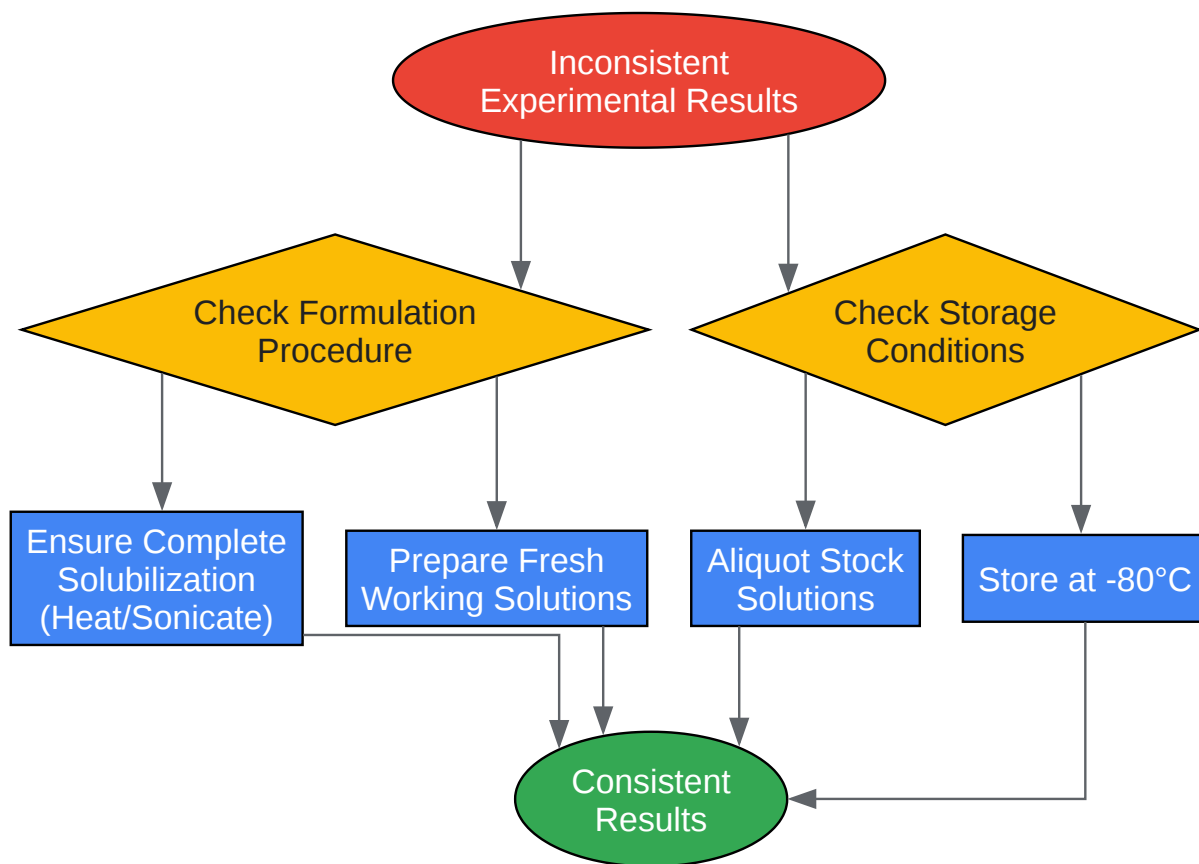 Inconsistent
Experimental Results
Check Formulation
Procedure
Check Storage
Conditions
Ensure Complete
Solubilization
(Heat/Sonicate)
Prepare Fresh
Working Solutions
Aliquot Stock
Solutions
Store at -80°C
Consistent
Results